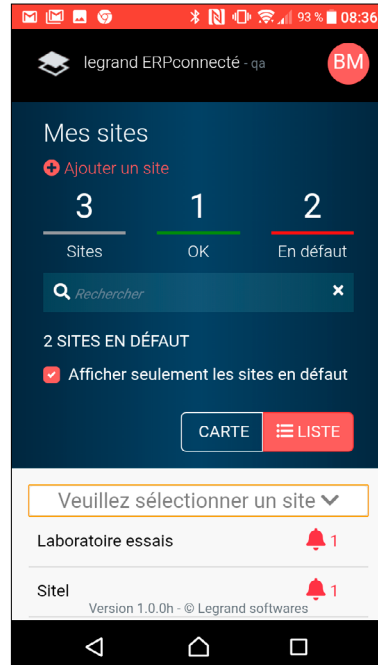 93 % 08:36
legrand ERPconnecté - qa
BM
Mes sites
Ajouter un site
3 1 2
Sites OK En défaut
Rechercher
2 SITES EN DÉFAUT
Afficher seulement les sites en défaut
CARTE LISTE
Veuillez sélectionner un site
Laboratoire essais 1
Sitel 1
Version 1.0.0h - © Legrand softwares